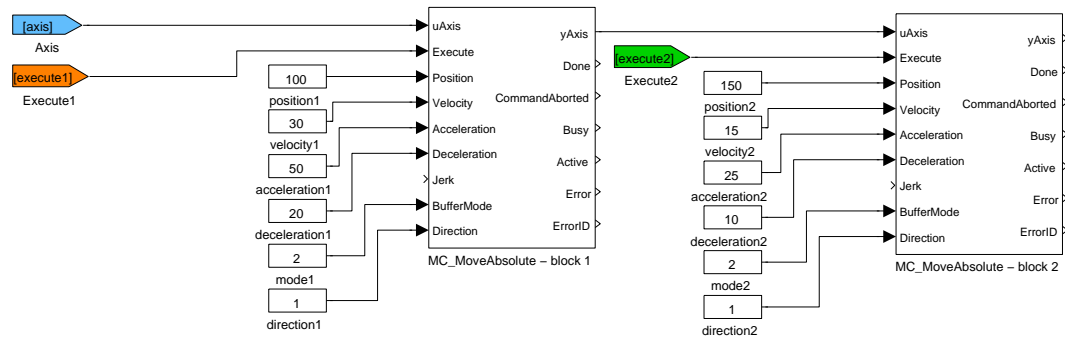 [axis]
Axis
[execute1]
Execute1
100
position1
30
velocity1
50
acceleration1
20
deceleration1
2
mode1
1
direction1
uAxis
Execute
Position
Velocity
Acceleration
Deceleration
Jerk
BufferMode
Direction
yAxis
Done
CommandAborted
Busy
Active
Error
ErrorID
MC_MoveAbsolute – block 1
[execute2]
Execute2
150
position2
15
velocity2
25
acceleration2
10
deceleration2
2
mode2
1
direction2
uAxis
Execute
Position
Velocity
Acceleration
Deceleration
Jerk
BufferMode
Direction
yAxis
Done
CommandAborted
Busy
Active
Error
ErrorID
MC_MoveAbsolute – block 2